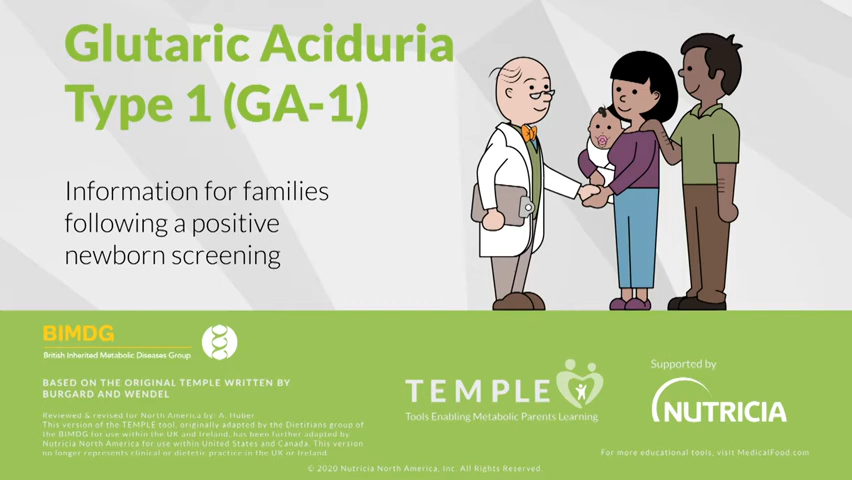 Glutaric Aciduria
Type 1 (GA-1)
Information for families
following a positive
newborn screening
BIMDG
British Inherited Metabolic Diseases Group
BASED ON THE ORIGINAL TEMPLE WRITTEN BY
BURGARD AND WENDEL
Reviewed & revised for North America by: A. Huber
This version of the TEMPLE tool, originally adapted by the Dietitians group of
the BIMDG for use within the UK and Ireland, has been further adapted by
Nutricia North America for use within United States and Canada. This version
no longer represents clinical or dietetic practice in the UK or Ireland.
TEMPLE
Tools Enabling Metabolic Parents Learning
Supported by
NUTRICIA
For more educational tools, visit MedicalFood.com
© 2020 Nutricia North America, Inc. All Rights Reserved.